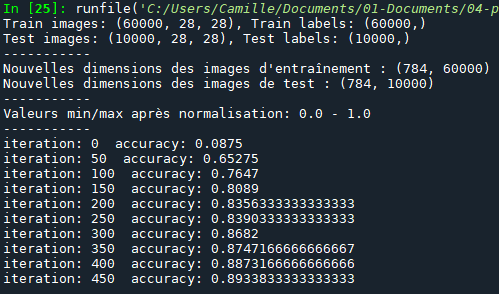 In [25]: runfile('C:/Users/Camille/Documents/01-Documents/04-p
Train images: (60000, 28, 28), Train labels: (60000,)
Test images: (10000, 28, 28), Test labels: (10000,)
-----------
Nouvelles dimensions des images d'entraînement : (784, 60000)
Nouvelles dimensions des images de test : (784, 10000)
-----------
Valeurs min/max après normalisation: 0.0 - 1.0
-----------
iteration: 0  accuracy: 0.0875
iteration: 50  accuracy: 0.65275
iteration: 100  accuracy: 0.7647
iteration: 150  accuracy: 0.8089
iteration: 200  accuracy: 0.8356333333333333
iteration: 250  accuracy: 0.8390333333333333
iteration: 300  accuracy: 0.8682
iteration: 350  accuracy: 0.8747166666666667
iteration: 400  accuracy: 0.8873166666666666
iteration: 450  accuracy: 0.8933833333333333